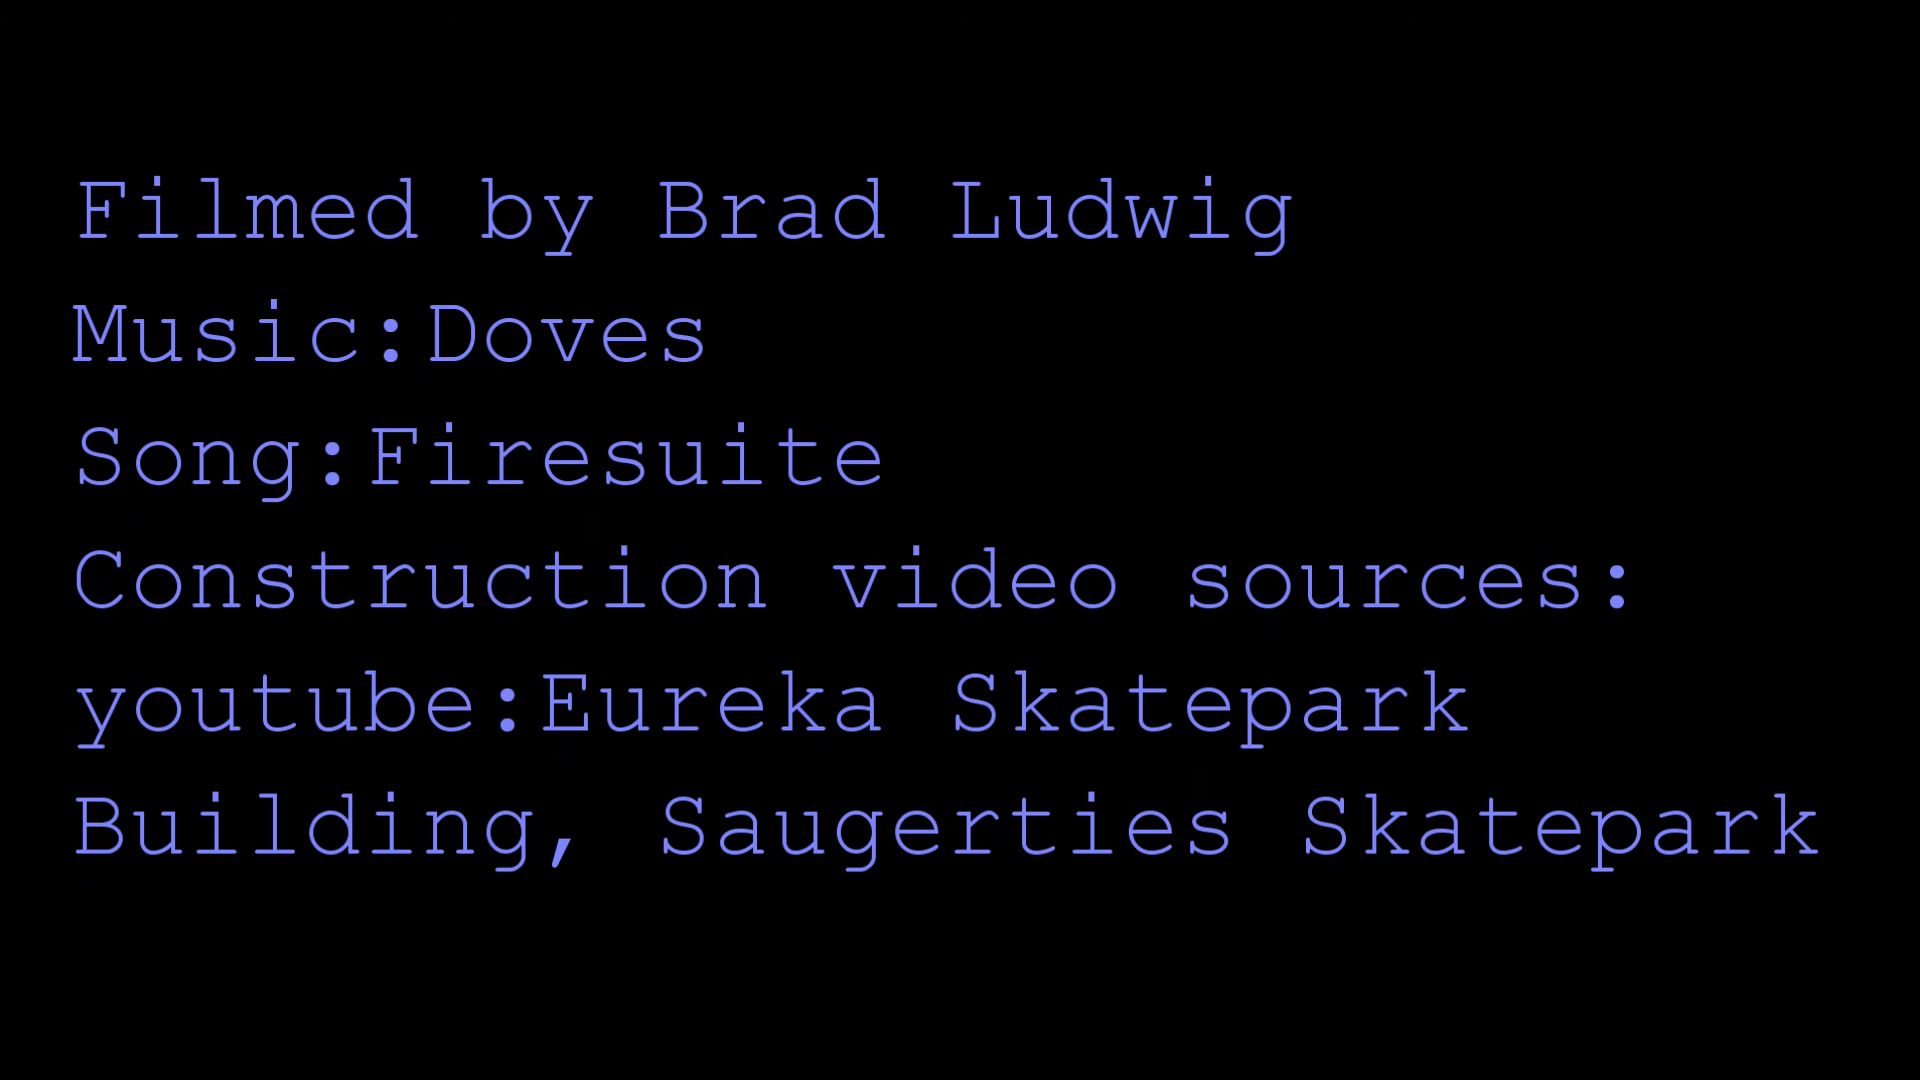 Filmed by Brad Ludwig
Music:Doves
Song:Firesuite
Construction video sources:
youtube:Eureka Skatepark
Building, Saugerties Skatepark